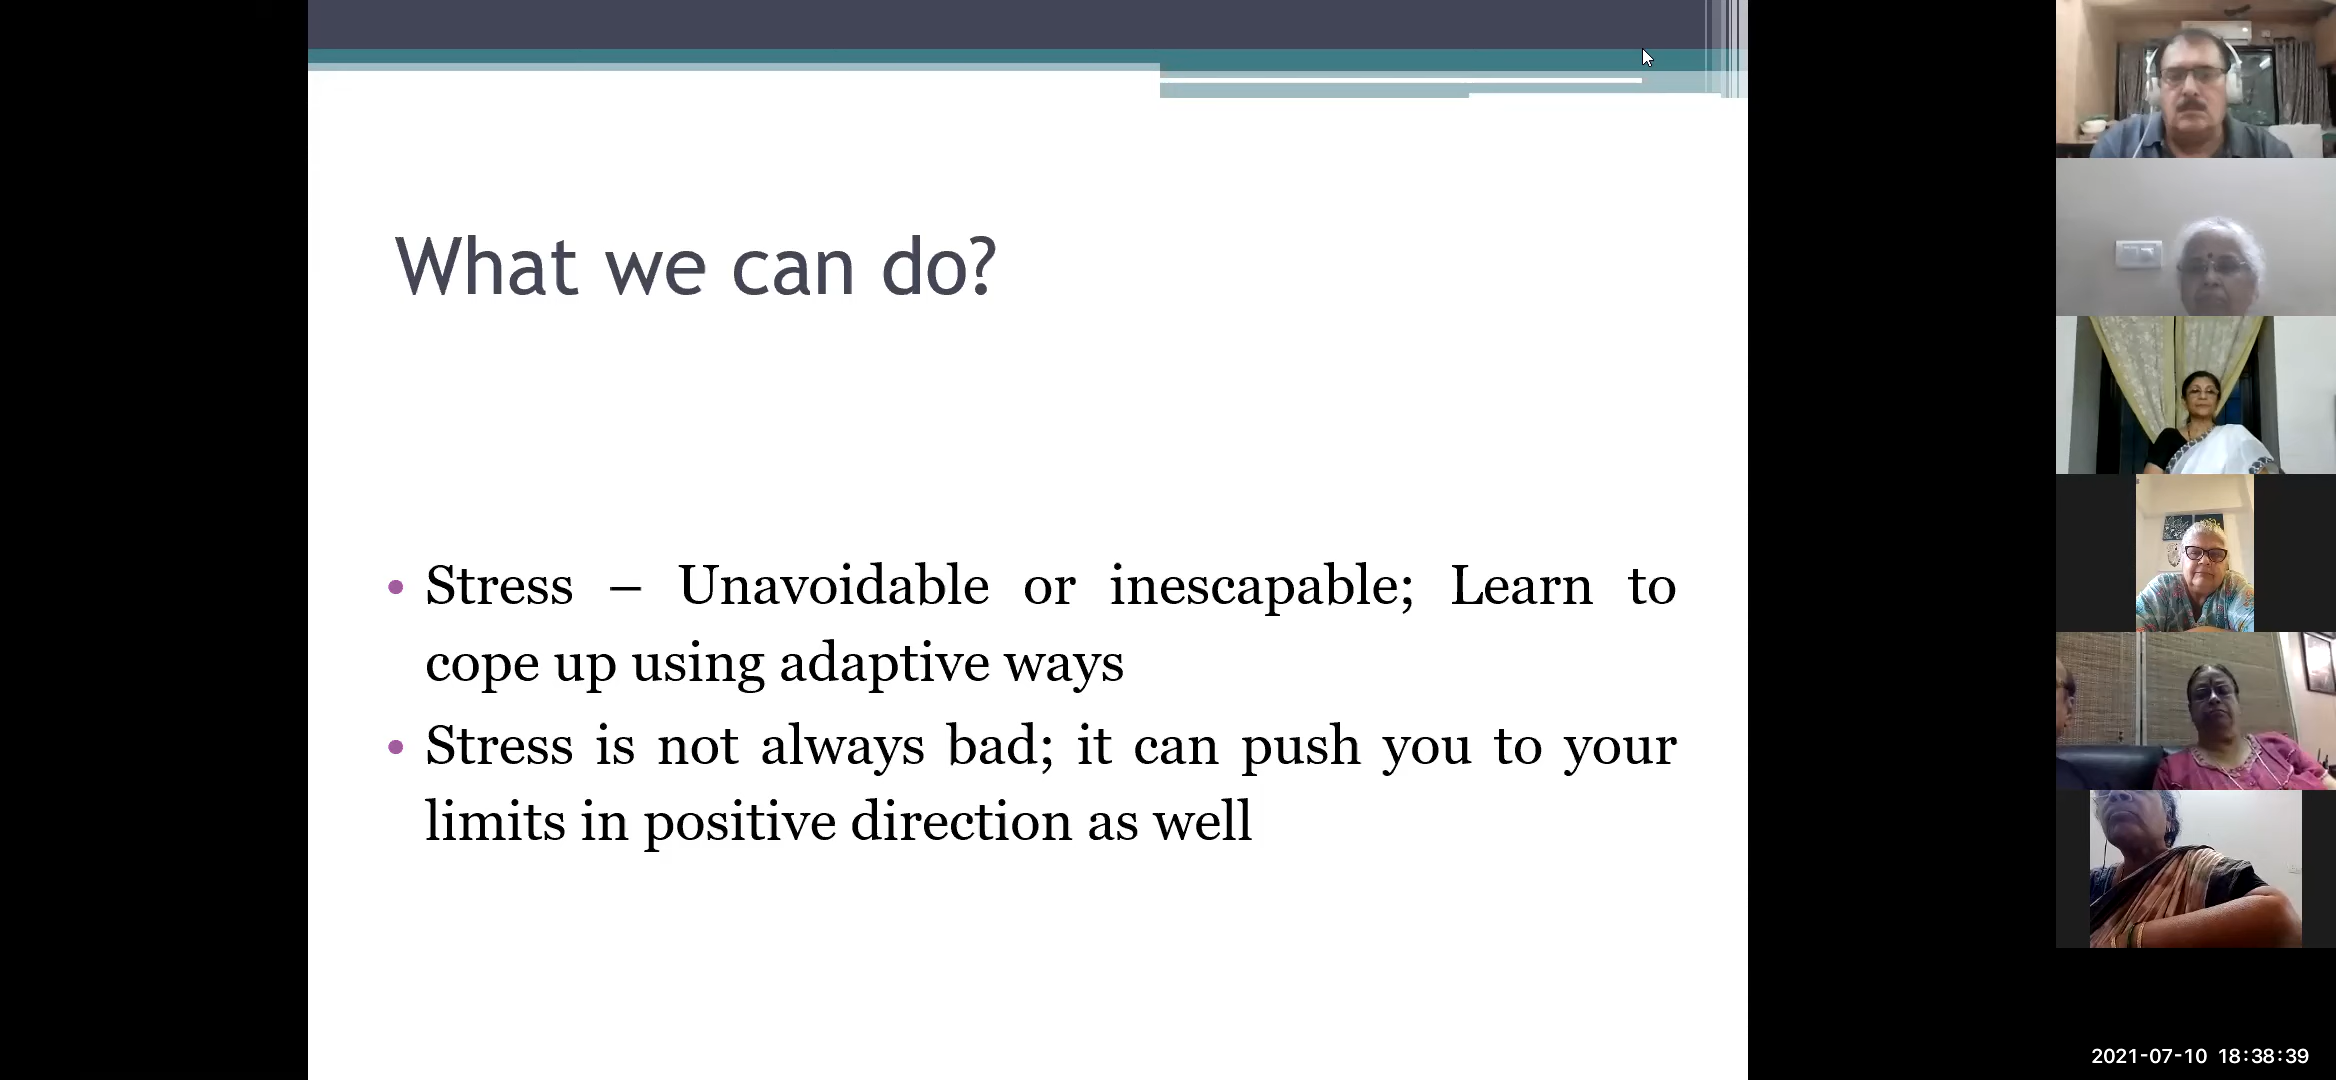 What we can do?
• Stress – Unavoidable or inescapable; Learn to
cope up using adaptive ways
• Stress is not always bad; it can push you to your
limits in positive direction as well
2021-07-10 18:38:39